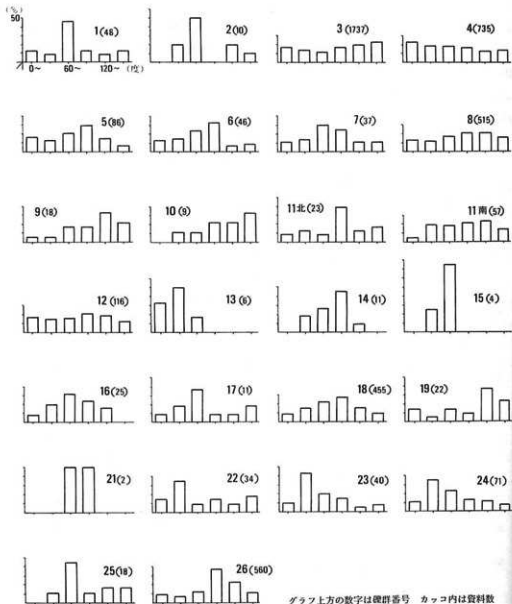 (%)
50
1(46) 2(10) 3(1737) 4(735)
0~ 60~ 120~ (度)
5(86) 6(46) 7(37) 8(515)
9(18) 10(9) 11北(23) 11南(57)
12(116) 13(6) 14(11) 15(4)
16(25) 17(11) 18(455) 19(22)
21(2) 22(34) 23(40) 24(71)
25(18) 26(560)
グラフ上方の数字は礫群番号 カッコ内は資料数